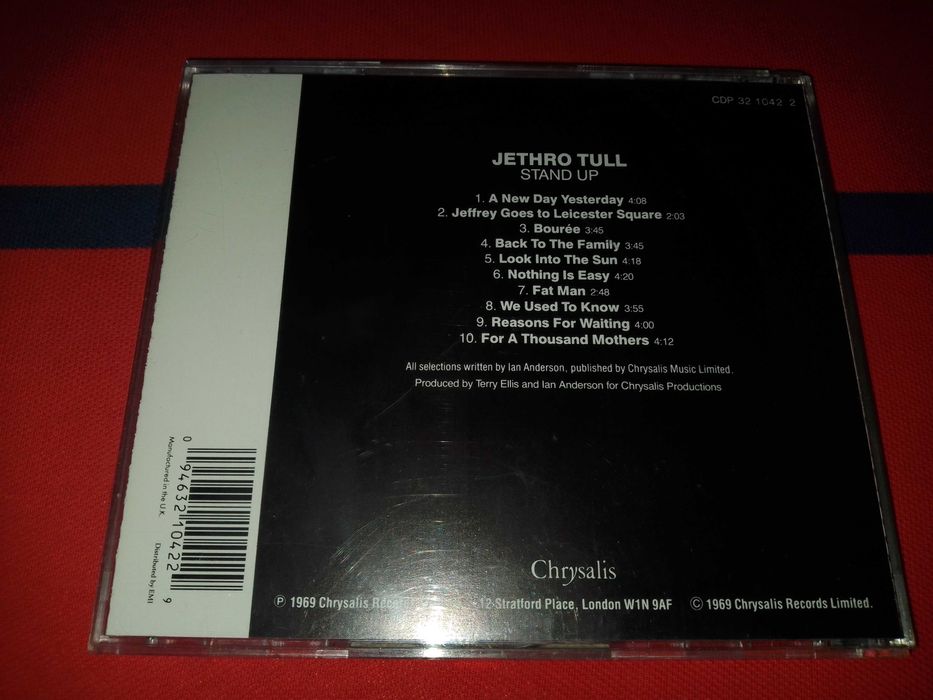 CDP 32 1042 2
JETHRO TULL
STAND UP
1. A New Day Yesterday 4:08
2. Jeffrey Goes to Leicester Square 2:03
3. Bourée 3:45
4. Back To The Family 3:45
5. Look Into The Sun 4:18
6. Nothing Is Easy 4:20
7. Fat Man 2:48
8. We Used To Know 3:55
9. Reasons For Waiting 4:00
10. For A Thousand Mothers 4:12
All selections written by Ian Anderson, published by Chrysalis Music Limited.
Produced by Terry Ellis and Ian Anderson for Chrysalis Productions
0 94632 10422 9
Manufactured in the U.K.
Distributed by EMI
Chrysalis
℗ 1969 Chrysalis 12 Stratford Place, London W1N 9AF © 1969 Chrysalis Records Limited.